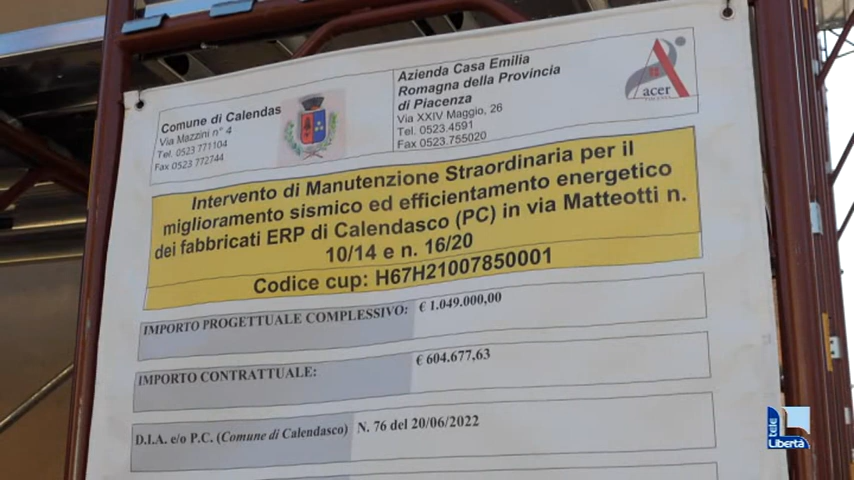 Comune di Calendas
Via Mazzini n° 4
Tel. 0523 771104
Fax 0523 772744
Azienda Casa Emilia
Romagna della Provincia
di Piacenza
Via XXIV Maggio, 26
Tel. 0523.4591
Fax 0523.755020
acer
PIACENZA
Intervento di Manutenzione Straordinaria per il
miglioramento sismico ed efficientamento energetico
dei fabbricati ERP di Calendasco (PC) in via Matteotti n.
10/14 e n. 16/20
Codice cup: H67H21007850001
IMPORTO PROGETTUALE COMPLESSIVO: € 1.049.000,00
IMPORTO CONTRATTUALE: € 604.677,63
D.I.A. e/o P.C. (Comune di Calendasco) N. 76 del 20/06/2022
tele
Libertà